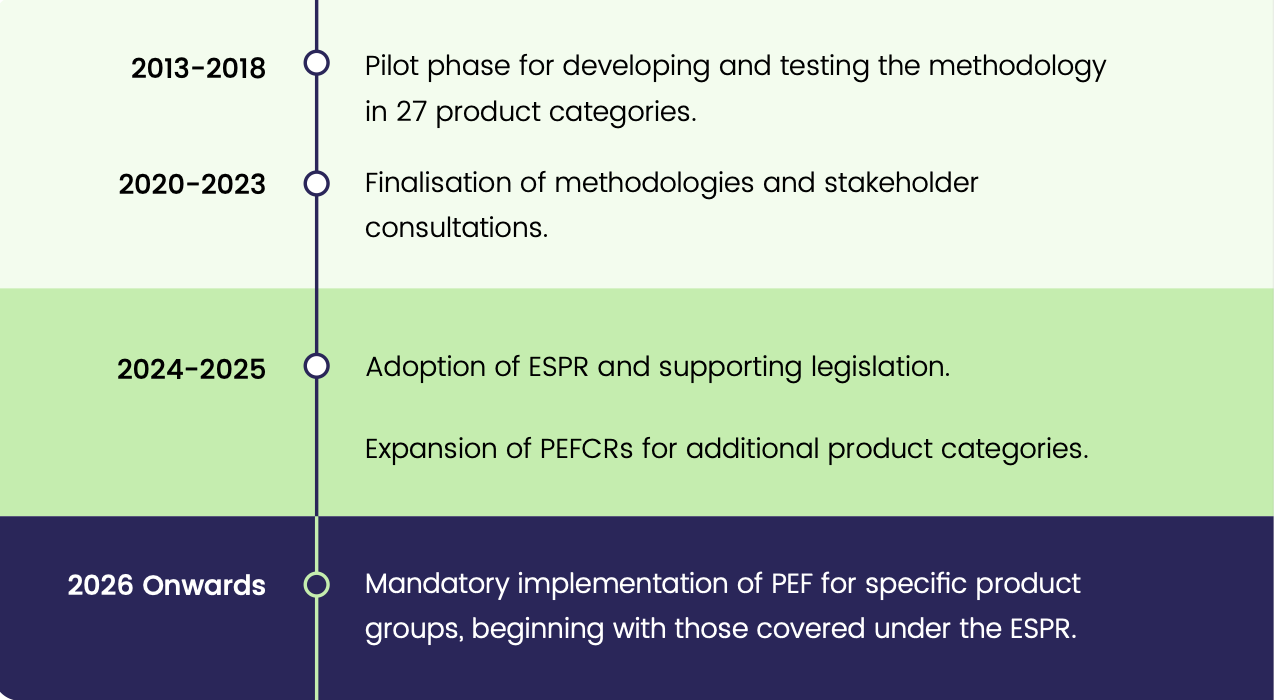 2013-2018
Pilot phase for developing and testing the methodology
in 27 product categories.
2020-2023
Finalisation of methodologies and stakeholder
consultations.
2024-2025
Adoption of ESPR and supporting legislation.
Expansion of PEFCRs for additional product categories.
2026 Onwards
Mandatory implementation of PEF for specific product
groups, beginning with those covered under the ESPR.